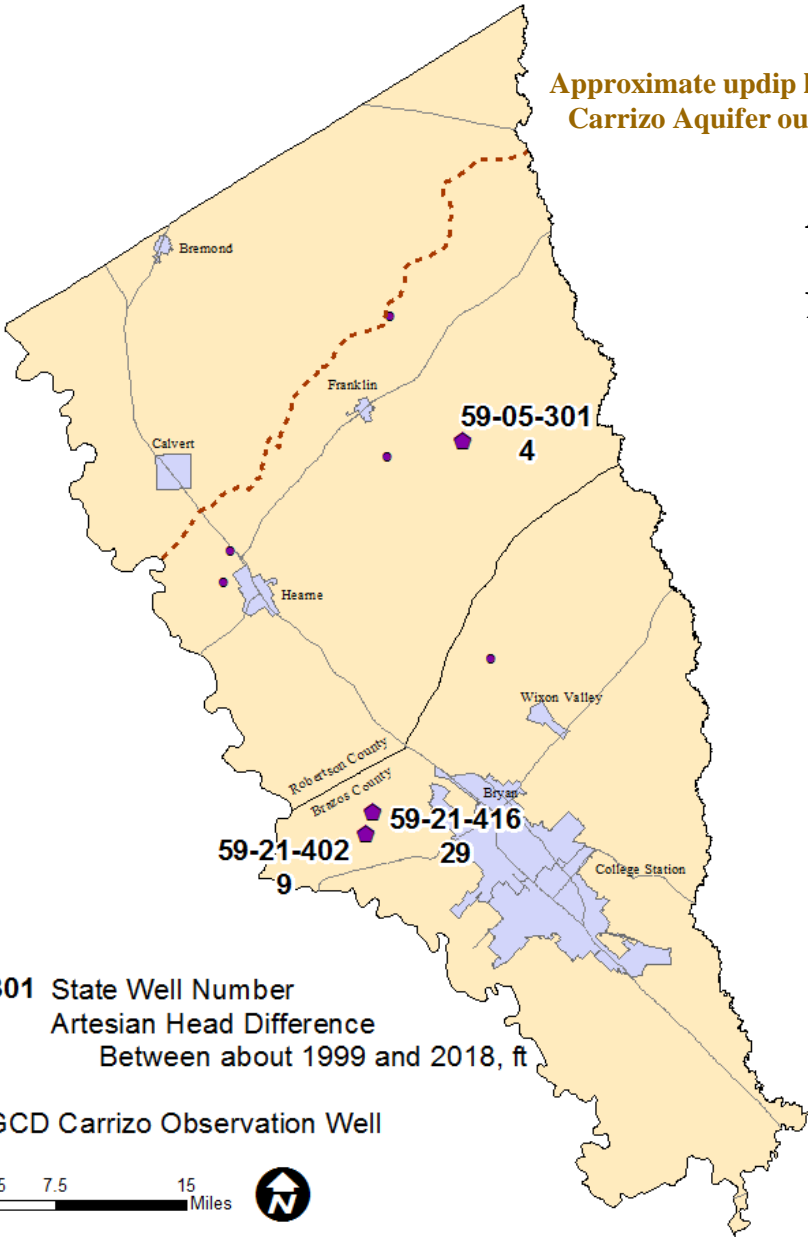 Approximate updip
Carrizo Aquifer
Bremond
Franklin
59-05-301
4
Calvert
Hearne
Wixon Valley
Robertson County
Brazos County
Bryan
59-21-416
29
59-21-402
9
College Station
301 State Well Number
Artesian Head Difference
Between about 1999 and 2018, ft
GCD Carrizo Observation Well
5 7.5 15
Miles
N